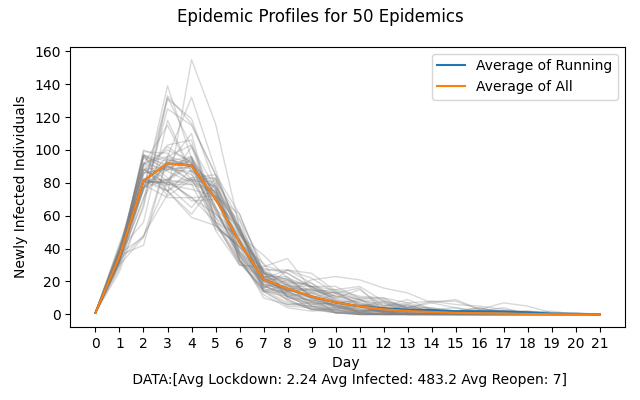 Epidemic Profiles for 50 Epidemics
Average of Running
Average of All
Newly Infected Individuals
160
140
120
100
80
60
40
20
0
0 1 2 3 4 5 6 7 8 9 10 11 12 13 14 15 16 17 18 19 20 21
Day
DATA:[Avg Lockdown: 2.24 Avg Infected: 483.2 Avg Reopen: 7]